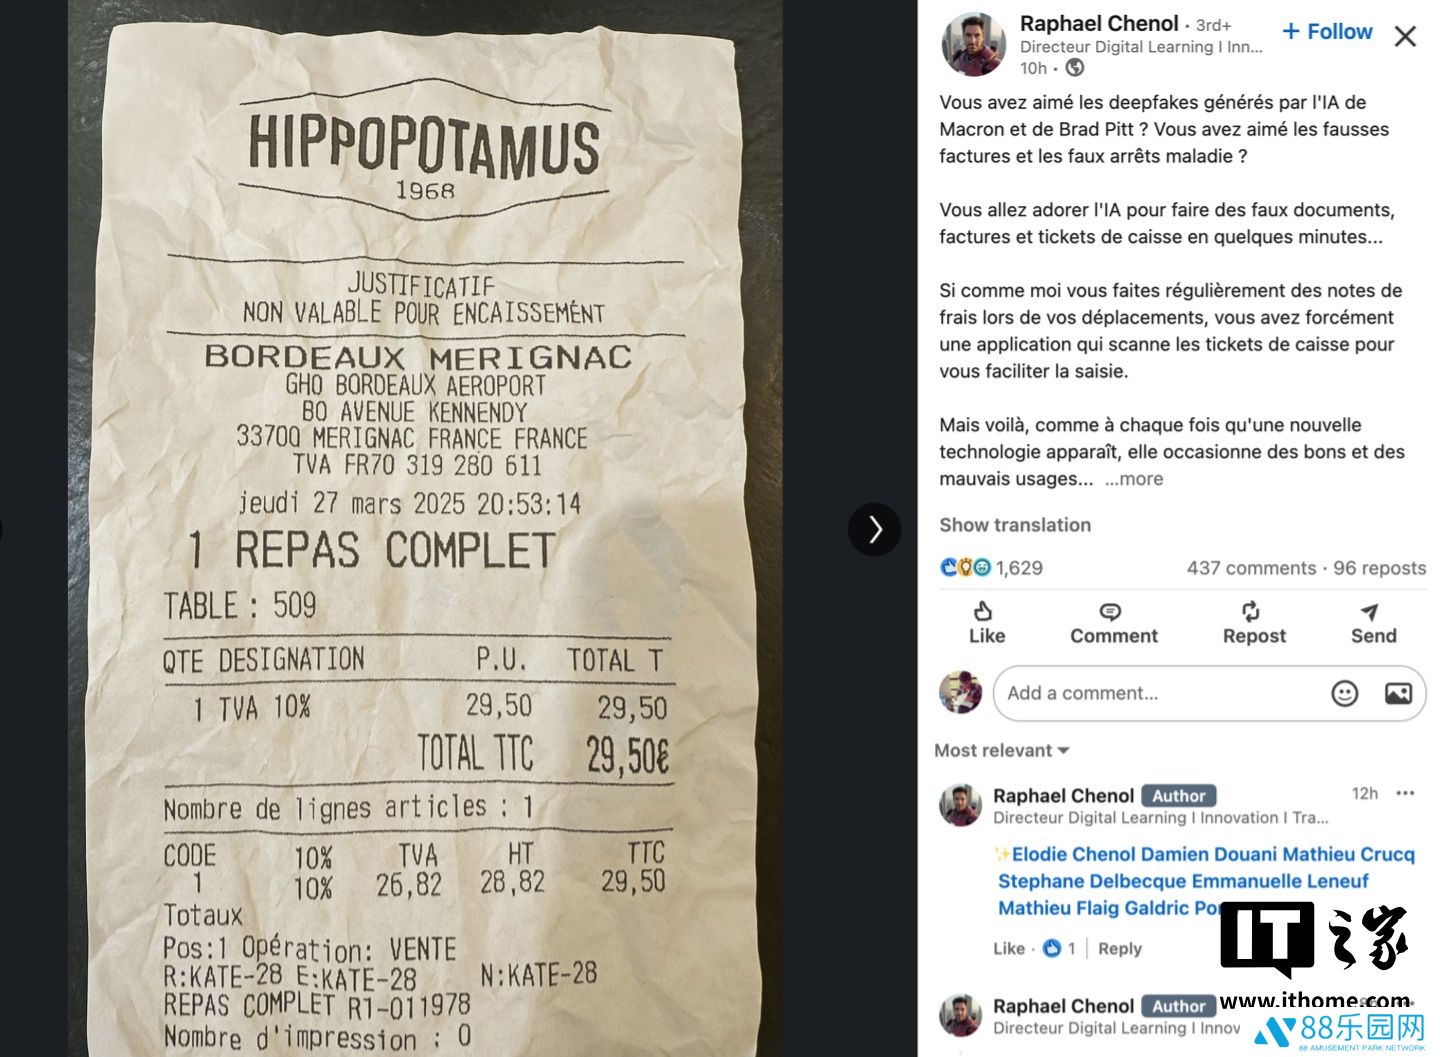 HIPPOPOTAMUS
1968
JUSTIFICATIF
NON VALABLE POUR ENCAISSEMÉNT
BORDEAUX MERIGNAC
GHO BORDEAUX AEROPORT
BO AVENUE KENNENDY
33700 MERIGNAC FRANCE FRANCE
TVA FR70 319 280 611
jeudi 27 mars 2025 20:53:14
1 REPAS COMPLET
TABLE : 509
QTE DESIGNATION P.U. TOTAL T
1 TVA 10% 29,50 29,50
TOTAL TTC 29,50€
Nombre de lignes articles : 1
CODE 10% TVA HT TTC
1 10% 26,82 28,82 29,50
Totaux
Pos:1 Opération: VENTE
R:KATE-28 E:KATE-28 N:KATE-28
REPAS COMPLET R1-011978
Nombre d'impression : 0
Raphael Chenol · 3rd+
Directeur Digital Learning I Inn...
10h ·
+ Follow
Vous avez aimé les deepfakes générés par l'IA de
Macron et de Brad Pitt ? Vous avez aimé les fausses
factures et les faux arrêts maladie ?
Vous allez adorer l'IA pour faire des faux documents,
factures et tickets de caisse en quelques minutes...
Si comme moi vous faites régulièrement des notes de
frais lors de vos déplacements, vous avez forcément
une application qui scanne les tickets de caisse pour
vous faciliter la saisie.
Mais voilà, comme à chaque fois qu'une nouvelle
technologie apparaît, elle occasionne des bons et des
mauvais usages... ...more
Show translation
1,629 437 comments · 96 reposts
Like Comment Repost Send
Add a comment...
Most relevant
Raphael Chenol Author 12h
Directeur Digital Learning I Innovation I Tra...
✨Elodie Chenol Damien Douani Mathieu Crucq
Stephane Delbecque Emmanuelle Leneuf
Mathieu Flaig Galdric
Like · 1 | Reply
Raphael Chenol Author
Directeur Digital Learning I
IT之家
www.ithome.com
88乐园网
88 AMUSEMENT PARK NETWORK